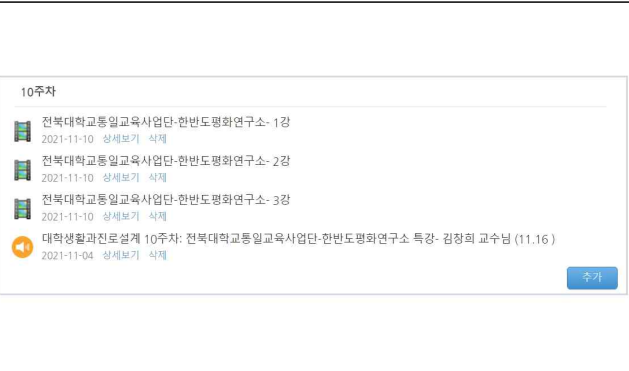 10주차
전북대학교통일교육사업단-한반도평화연구소- 1강
2021-11-10 상세보기 삭제
전북대학교통일교육사업단-한반도평화연구소- 2강
2021-11-10 상세보기 삭제
전북대학교통일교육사업단-한반도평화연구소- 3강
2021-11-10 상세보기 삭제
대학생활과진로설계 10주차: 전북대학교통일교육사업단-한반도평화연구소 특강- 김창희 교수님 (11.16 )
2021-11-04 상세보기 삭제
추가